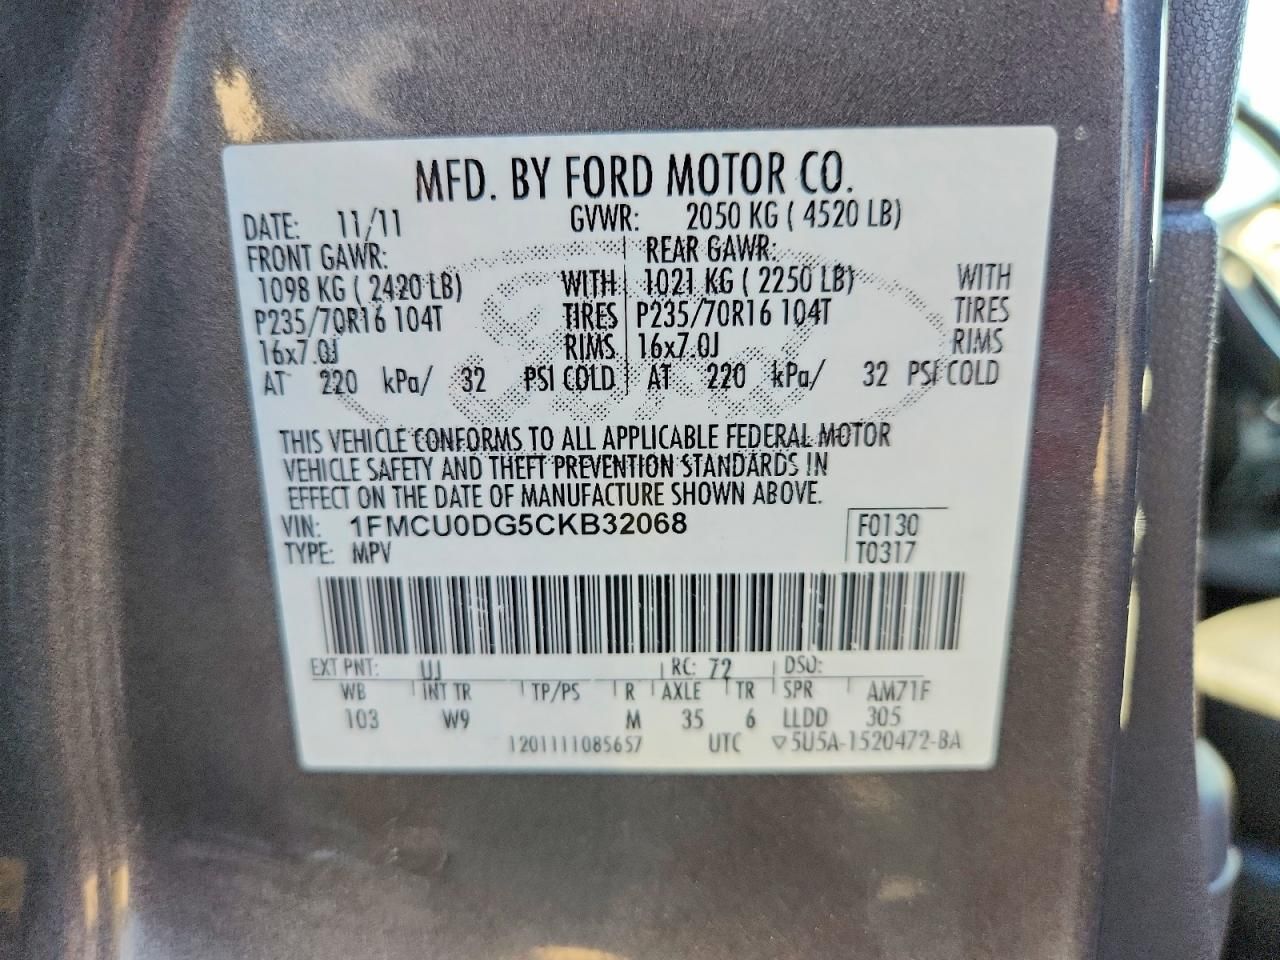 MFD. BY FORD MOTOR CO.
DATE: 11/11 GVWR: 2050 KG ( 4520 LB)
FRONT GAWR: REAR GAWR:
1098 KG ( 2420 LB) WITH 1021 KG ( 2250 LB) WITH
P235/70R16 104T TIRES P235/70R16 104T TIRES
16x7.0J RIMS 16x7.0J RIMS
AT 220 kPa/ 32 PSI COLD AT 220 kPa/ 32 PSI COLD
THIS VEHICLE CONFORMS TO ALL APPLICABLE FEDERAL MOTOR
VEHICLE SAFETY AND THEFT PREVENTION STANDARDS IN
EFFECT ON THE DATE OF MANUFACTURE SHOWN ABOVE.
VIN: 1FMCU0DG5CKB32068 F0130
TYPE: MPV T0317
EXT PNT: UJ RC: 72 DSO:
WB INT TR TP/PS R AXLE TR SPR AM71F
103 W9 M 35 6 LLDD 305
1201111085657 UTC ▽5U5A-1520472-BA